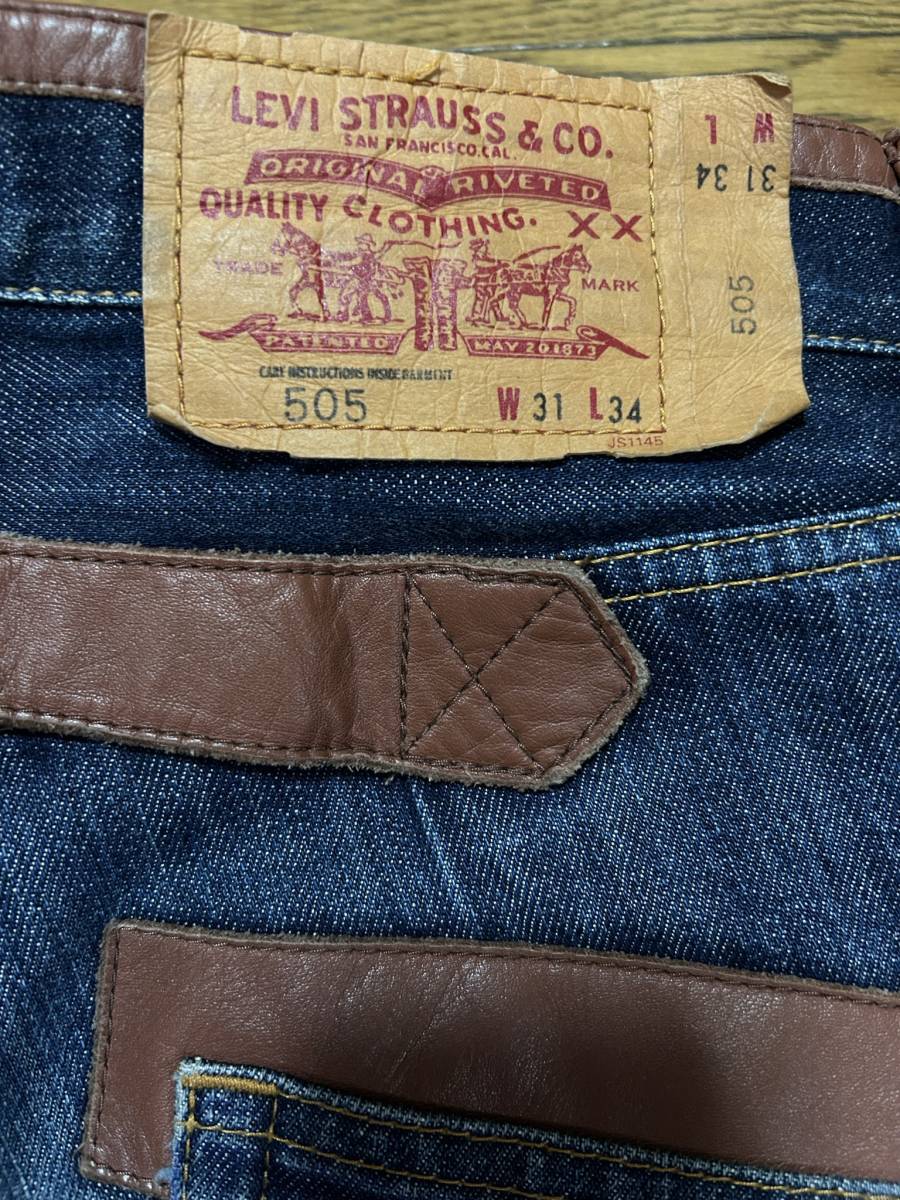 LEVI STRAUSS & CO.
SAN FRANCISCO, CAL.
ORIGINAL RIVETED
QUALITY CLOTHING. XX
TRADE MARK
PATENTED MAY 20 1873
CARE INSTRUCTIONS INSIDE GARMENT
505 W 31 L 34
JS1145
W L
31 34
505